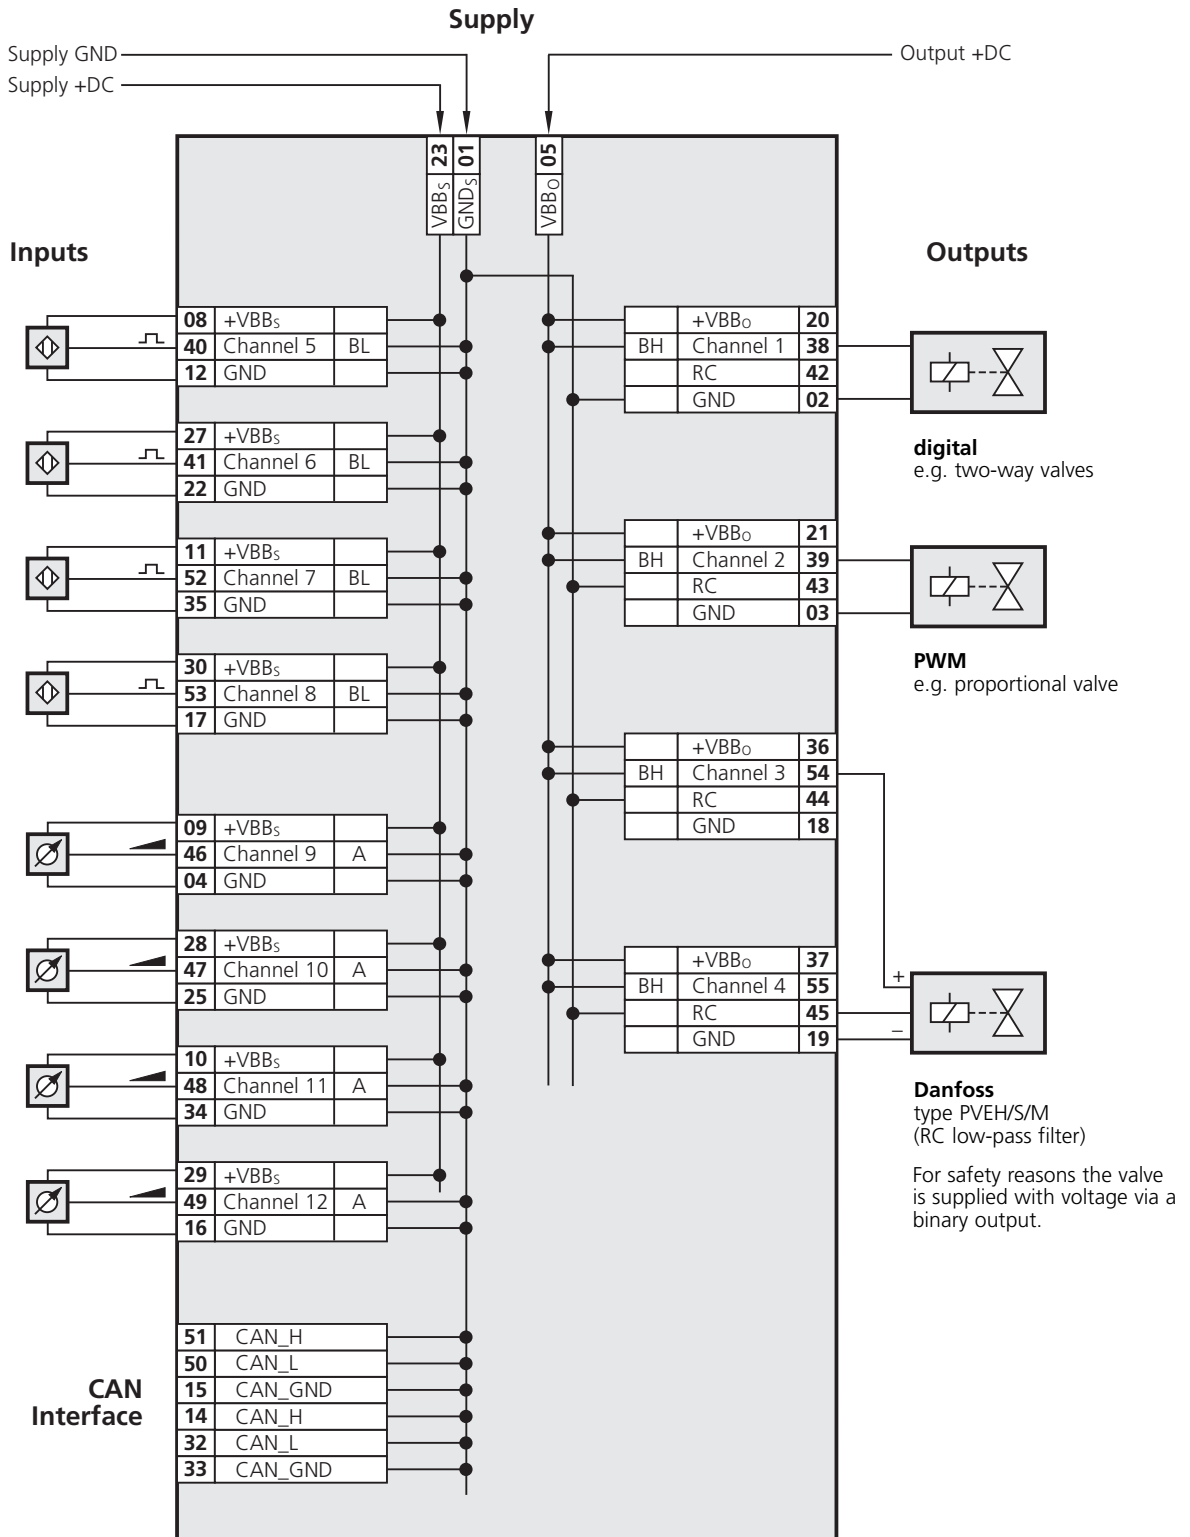 Supply
Supply GND
Supply +DC
Output +DC
23
01
05
VBBS
GNDS
VBBO
Inputs
Outputs
08 +VBBS
40 Channel 5 BL
12 GND
27 +VBBS
41 Channel 6 BL
22 GND
11 +VBBS
52 Channel 7 BL
35 GND
30 +VBBS
53 Channel 8 BL
17 GND
09 +VBBS
46 Channel 9 A
04 GND
28 +VBBS
47 Channel 10 A
25 GND
10 +VBBS
48 Channel 11 A
34 GND
29 +VBBS
49 Channel 12 A
16 GND
CAN
Interface
51 CAN_H
50 CAN_L
15 CAN_GND
14 CAN_H
32 CAN_L
33 CAN_GND
+VBBO 20
BH Channel 1 38
RC 42
GND 02
digital
e.g. two-way valves
+VBBO 21
BH Channel 2 39
RC 43
GND 03
PWM
e.g. proportional valve
+VBBO 36
BH Channel 3 54
RC 44
GND 18
+VBBO 37
BH Channel 4 55
RC 45
GND 19
+
–
Danfoss
type PVEH/S/M
(RC low-pass filter)
For safety reasons the valve
is supplied with voltage via a
binary output.